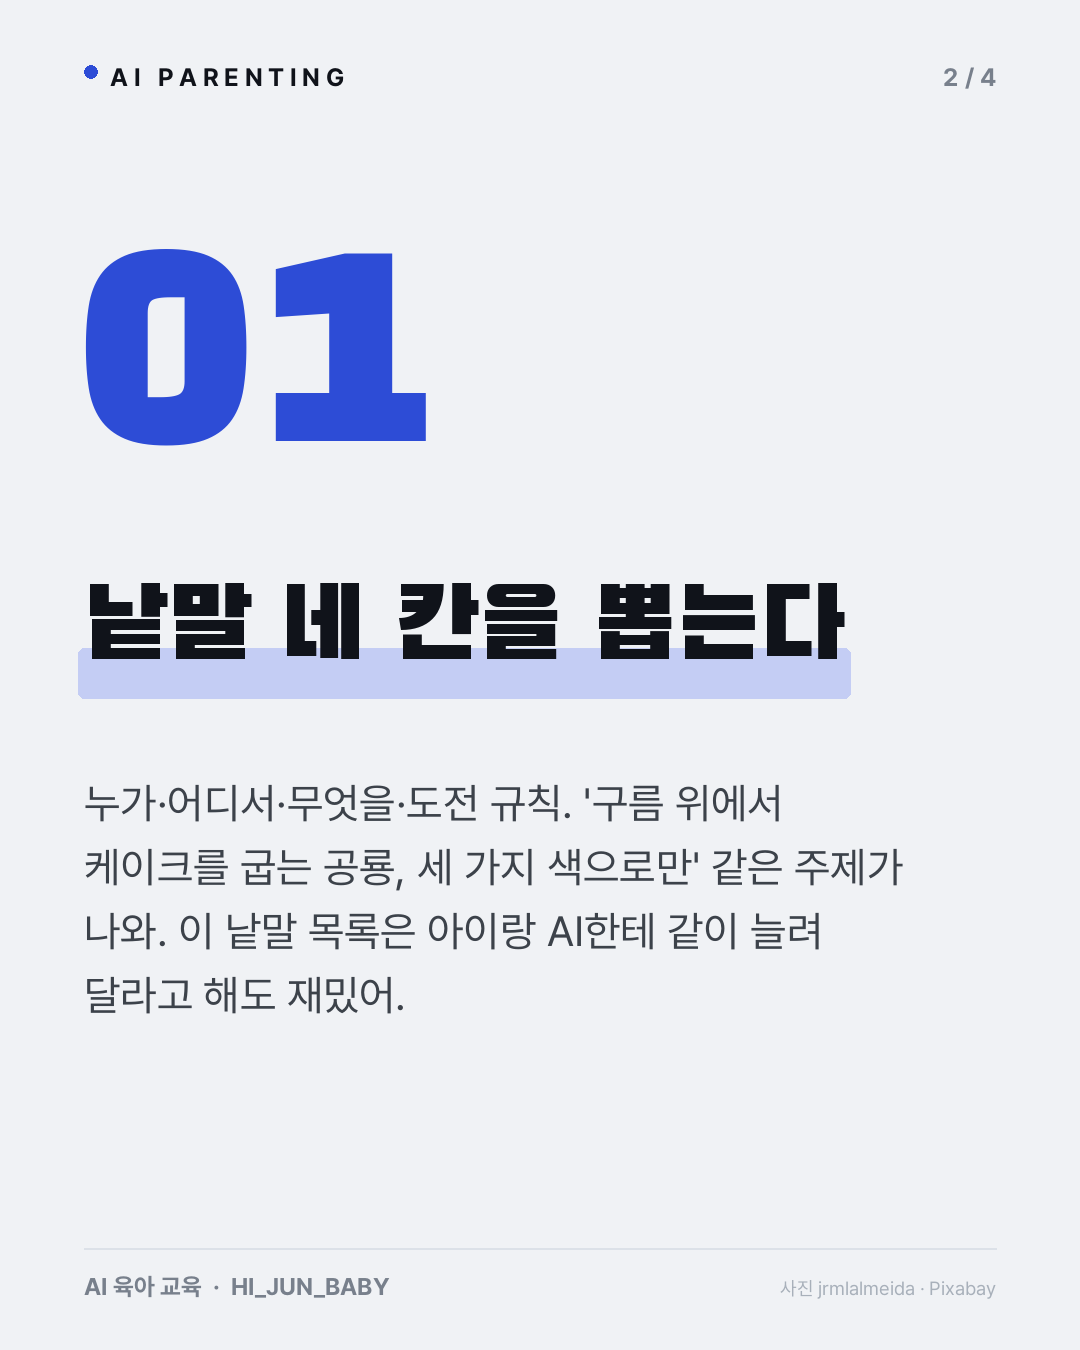 AI PARENTING
2 / 4
01
낱말 네 칸을 뽑는다
누가·어디서·무엇을·도전 규칙. '구름 위에서
케이크를 굽는 공룡, 세 가지 색으로만' 같은 주제가
나와. 이 낱말 목록은 아이랑 AI한테 같이 늘려
달라고 해도 재밌어.
AI 육아 교육 · HI_JUN_BABY
사진 jrmlalmeida · Pixabay